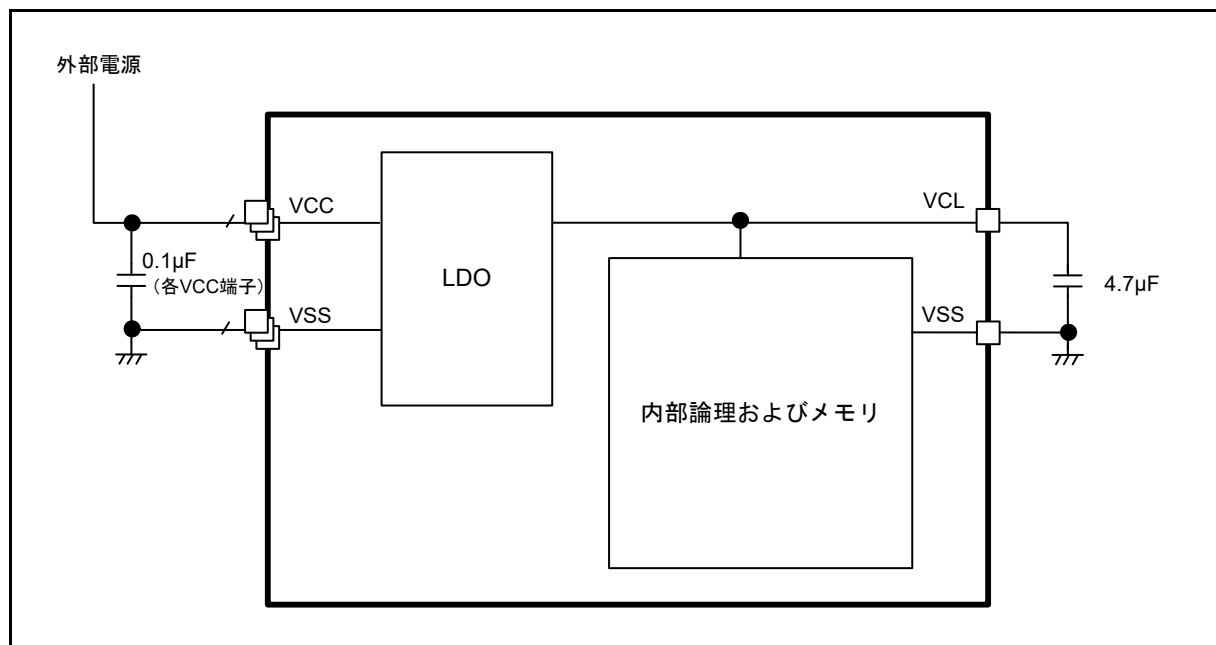 外部電源
VCC
VCL
0.1µF
（各VCC端子）
LDO
4.7µF
VSS
VSS
内部論理およびメモリ